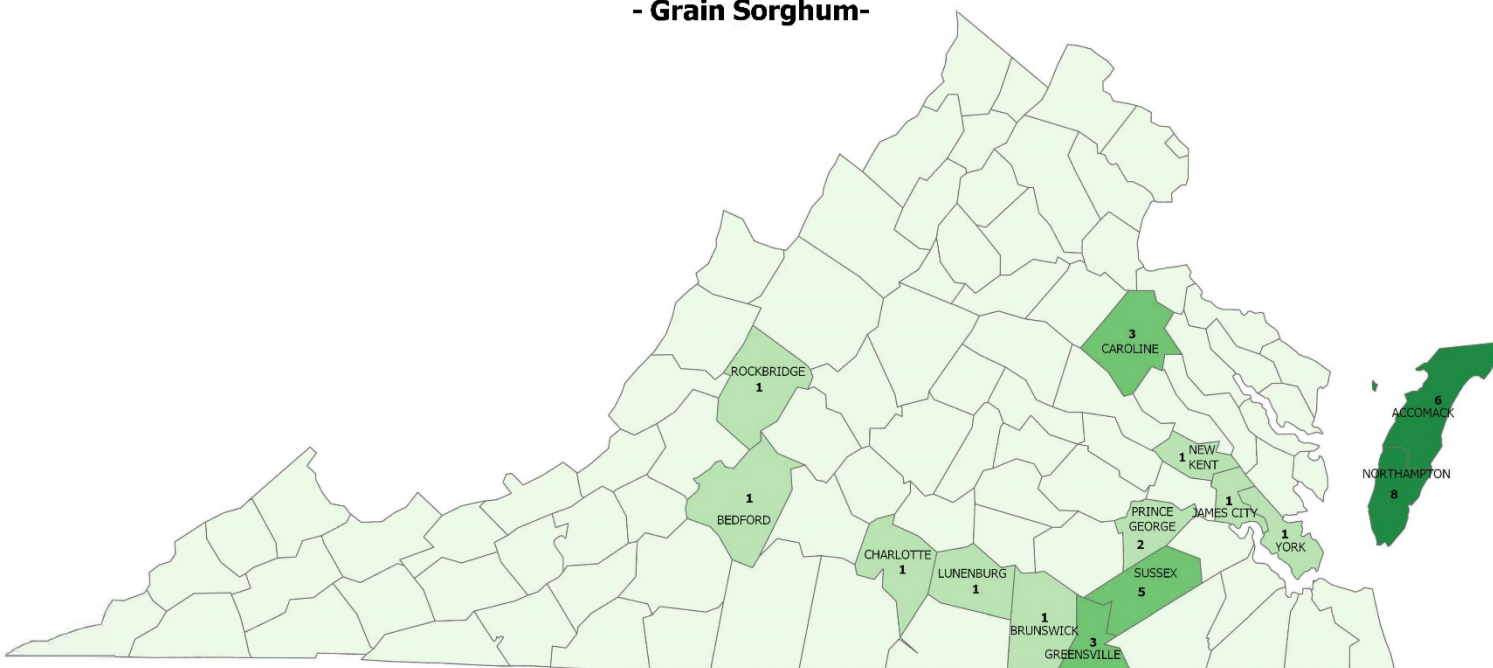 - Grain Sorghum-
3
CAROLINE
ROCKBRIDGE
1
6
ACCOMACK
1
NEW
KENT
NORTHAMPTON
8
1
BEDFORD
1
JAMES CITY
PRINCE
GEORGE
2
1
YORK
CHARLOTTE
1
LUNENBURG
1
SUSSEX
5
1
BRUNSWICK
3
GREENSVILLE